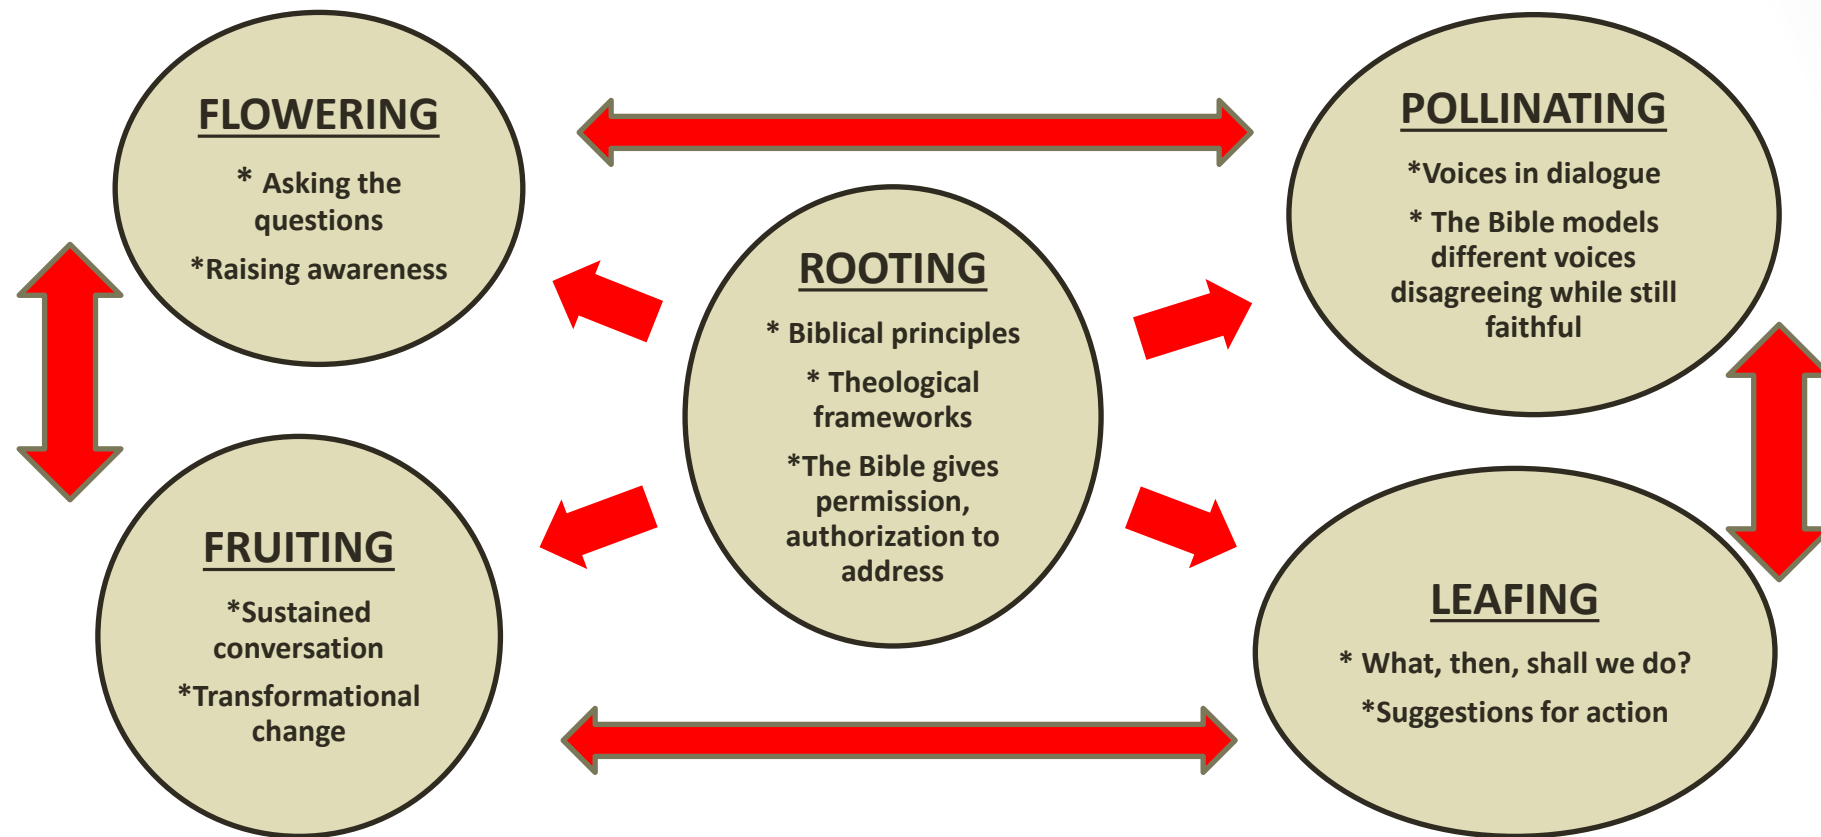 FLOWERING
* Asking the
questions
*Raising awareness
POLLINATING
*Voices in dialogue
* The Bible models
different voices
disagreeing while still
faithful
ROOTING
* Biblical principles
* Theological
frameworks
*The Bible gives
permission,
authorization to
address
FRUITING
*Sustained
conversation
*Transformational
change
LEAFING
* What, then, shall we do?
*Suggestions for action